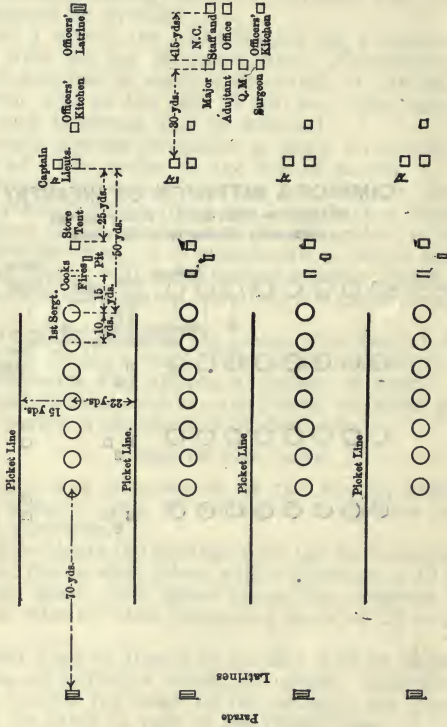 Officers'
Latrine
Officers'
Kitchen
Captain
Lieuts.
Store
Tent
Cooks
Fires
Pit
1st Sergt.
10
yds.
15
yds.
25-yds.
50-yds.
Picket Line
15 yds.
22-yds.
70-yds.
Picket Line.
30-yds.
15-yds.
Major
N.C.
Staff and
Adjutant
Office
Q.M.
Surgeon
Officers'
Kitchen
Picket Line
Picket Line
Latrines
Parade